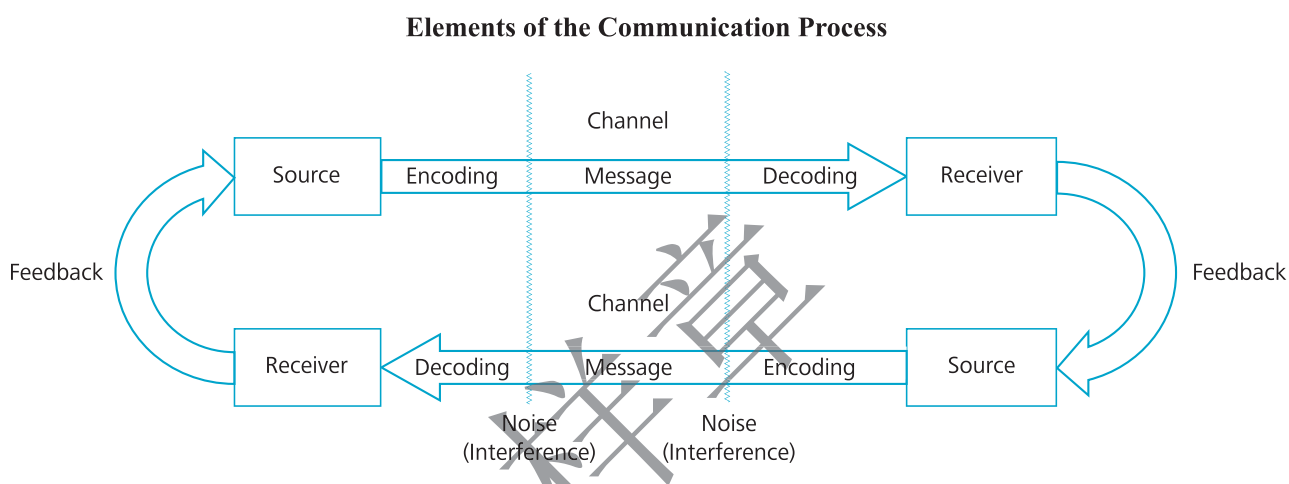 Elements of the Communication Process
Channel
Source
Encoding
Message
Decoding
Receiver
Feedback
Feedback
Channel
Receiver
Decoding
Message
Encoding
Source
Noise
(Interference)
Noise
(Interference)